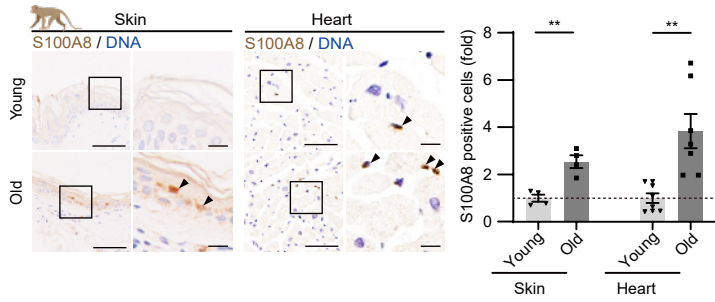 Skin
Heart
S100A8 / DNA
S100A8 / DNA
Young
Old
S100A8 positive cells (fold)
8
6
4
2
0
**
**
Young
Old
Young
Old
Skin
Heart